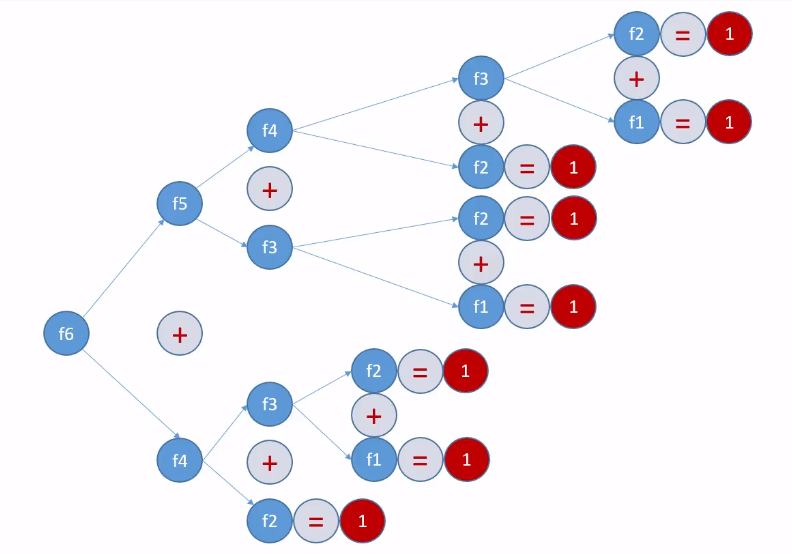 f2 = 1
+
f3
f1 = 1
f4
+
f2 = 1
+
f5
f2 = 1
f3
+
f1 = 1
f6
+
f2 = 1
f3
+
f4
+
f1 = 1
f2 = 1